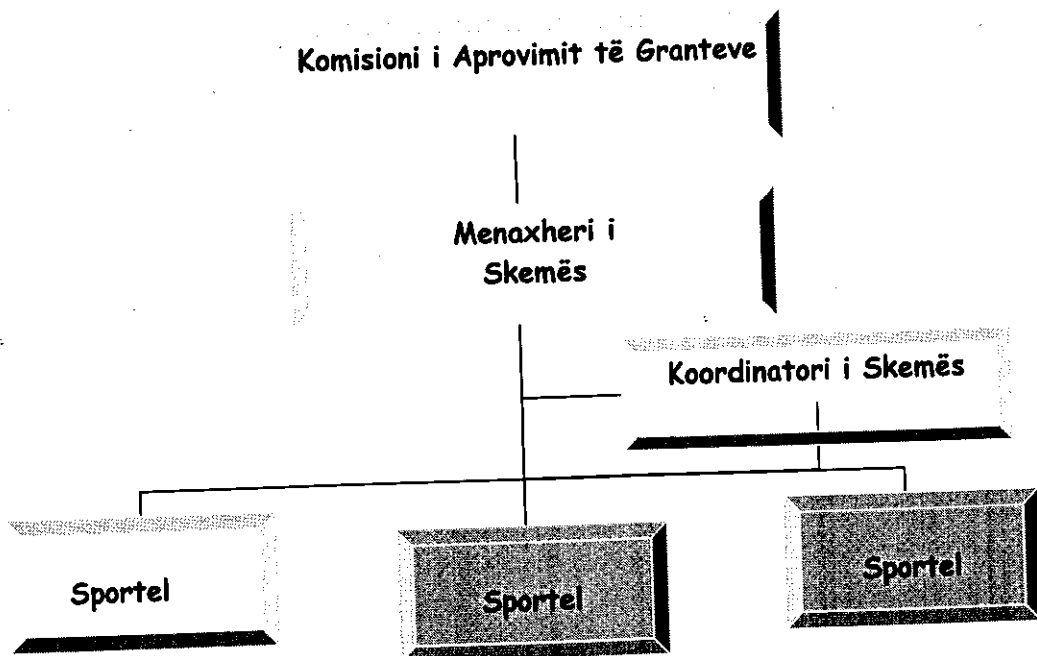 Komisioni i Aprovimit të Granteve
Menaxheri i
Skemës
Koordinatori i Skemës
Sportel
Sportel
Sportel